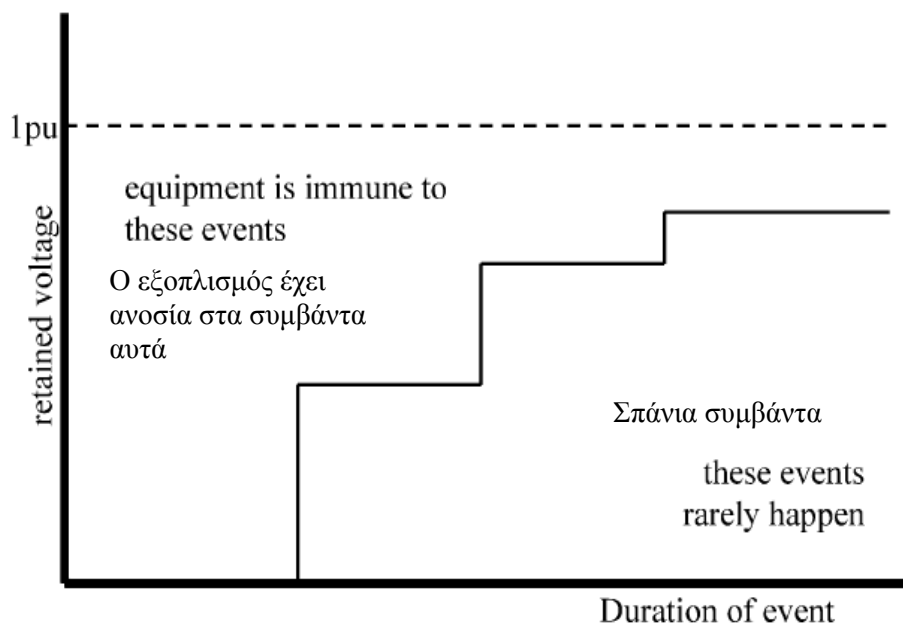 1pu
equipment is immune to
these events
Ο εξοπλισμός έχει
ανοσία στα συμβάντα
αυτά
retained voltage
Σπάνια συμβάντα
these events
rarely happen
Duration of event